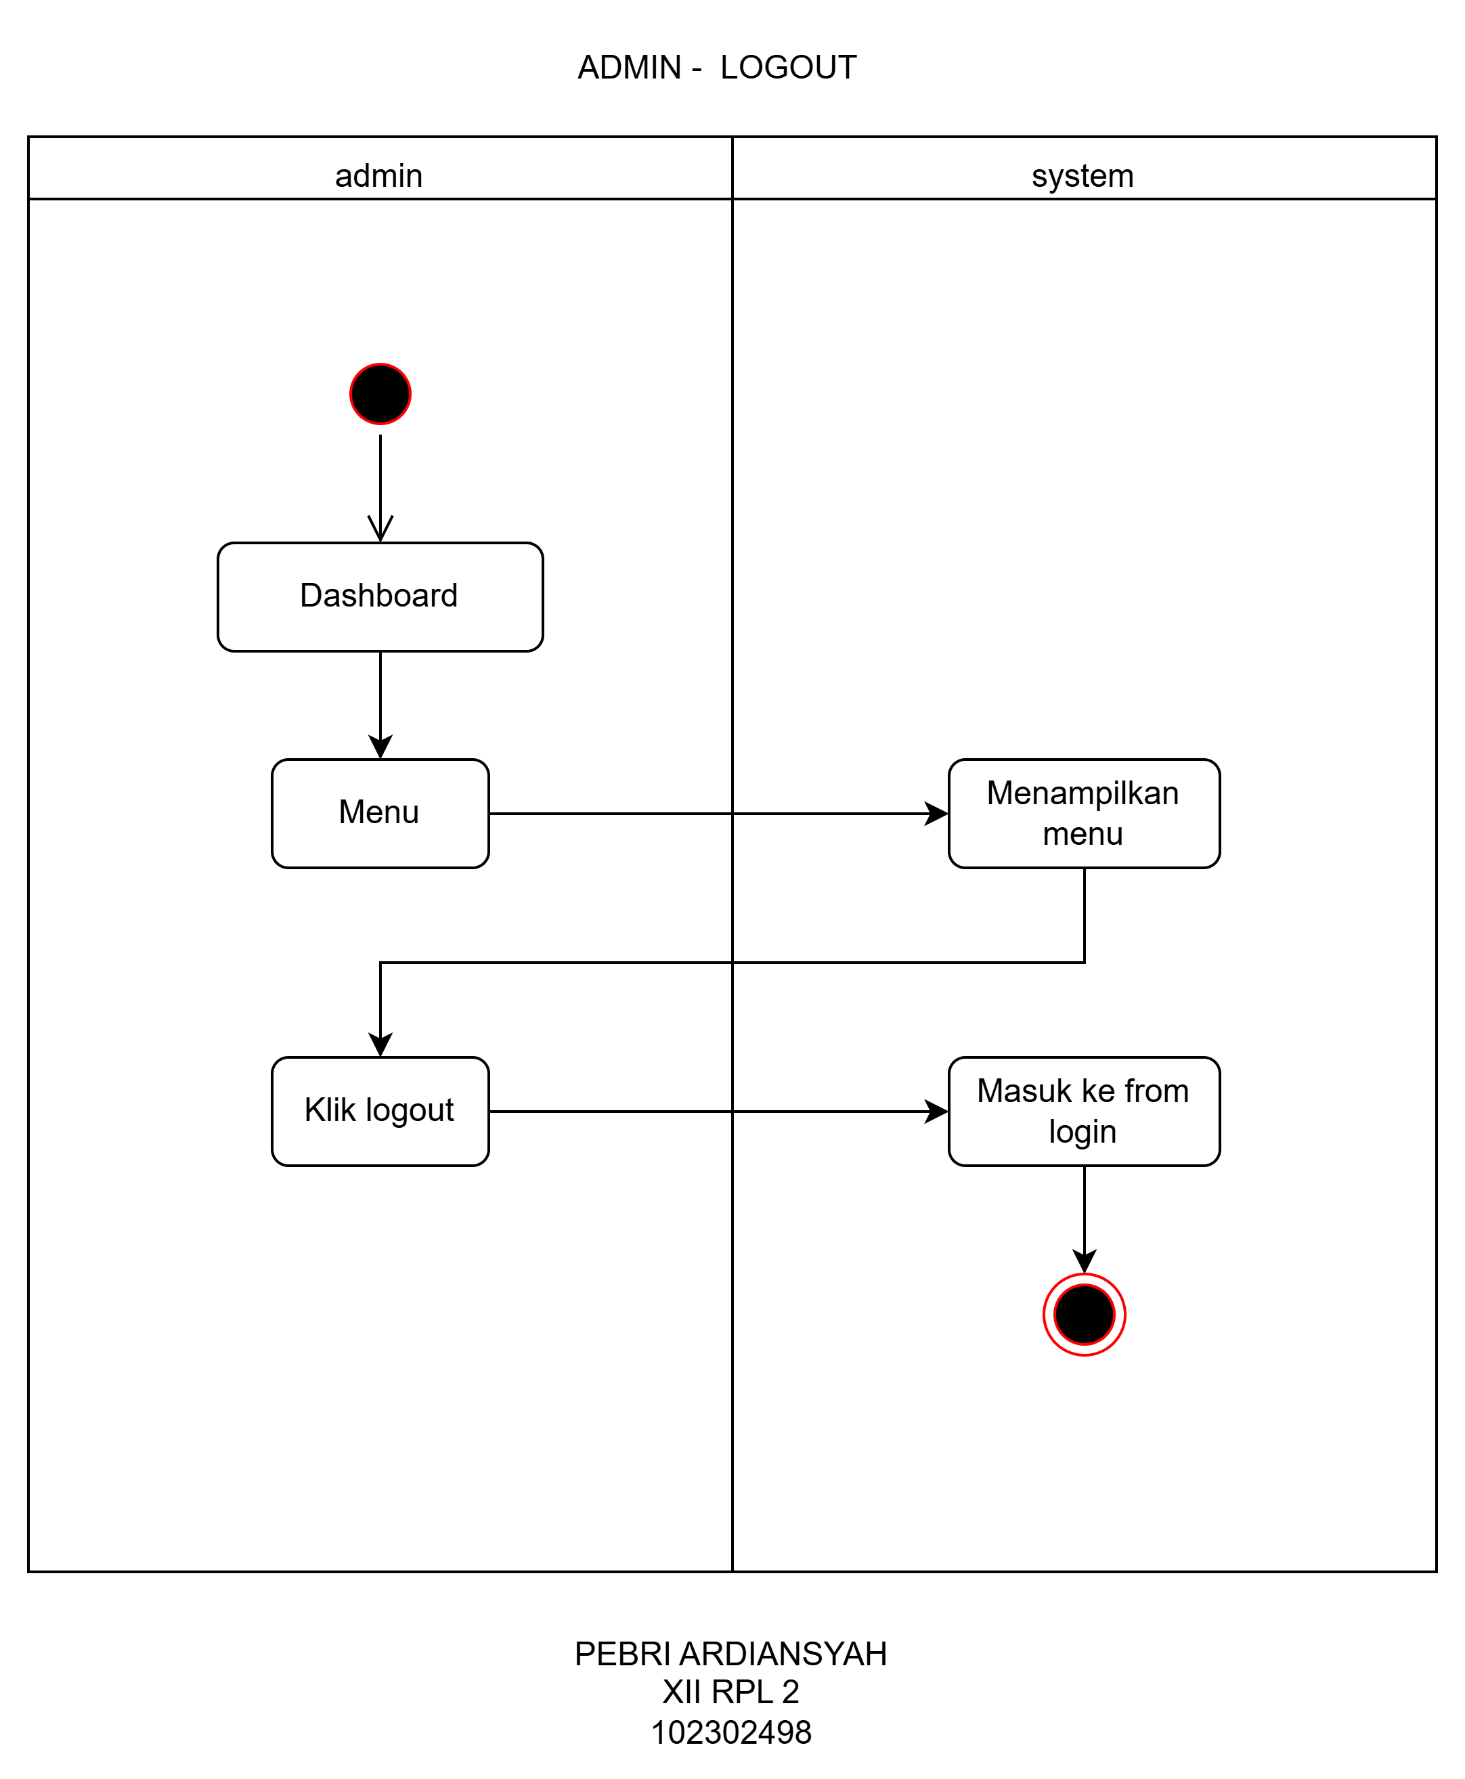 ADMIN - LOGOUT
admin
system
Dashboard
Menu
Menampilkan
menu
Klik logout
Masuk ke from
login
PEBRI ARDIANSYAH
XII RPL 2
102302498